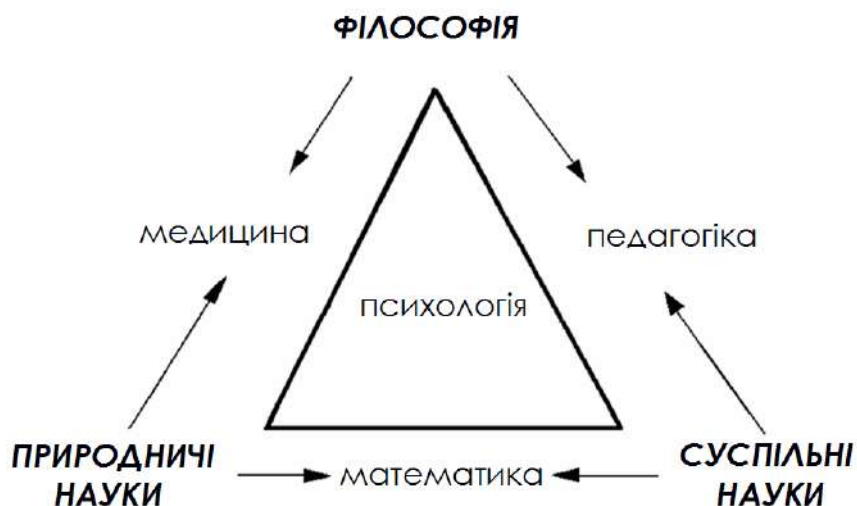 ФІЛОСОФІЯ
медицина
педагогіка
психологія
ПРИРОДНИЧІ
НАУКИ
математика
СУСПІЛЬНІ
НАУКИ